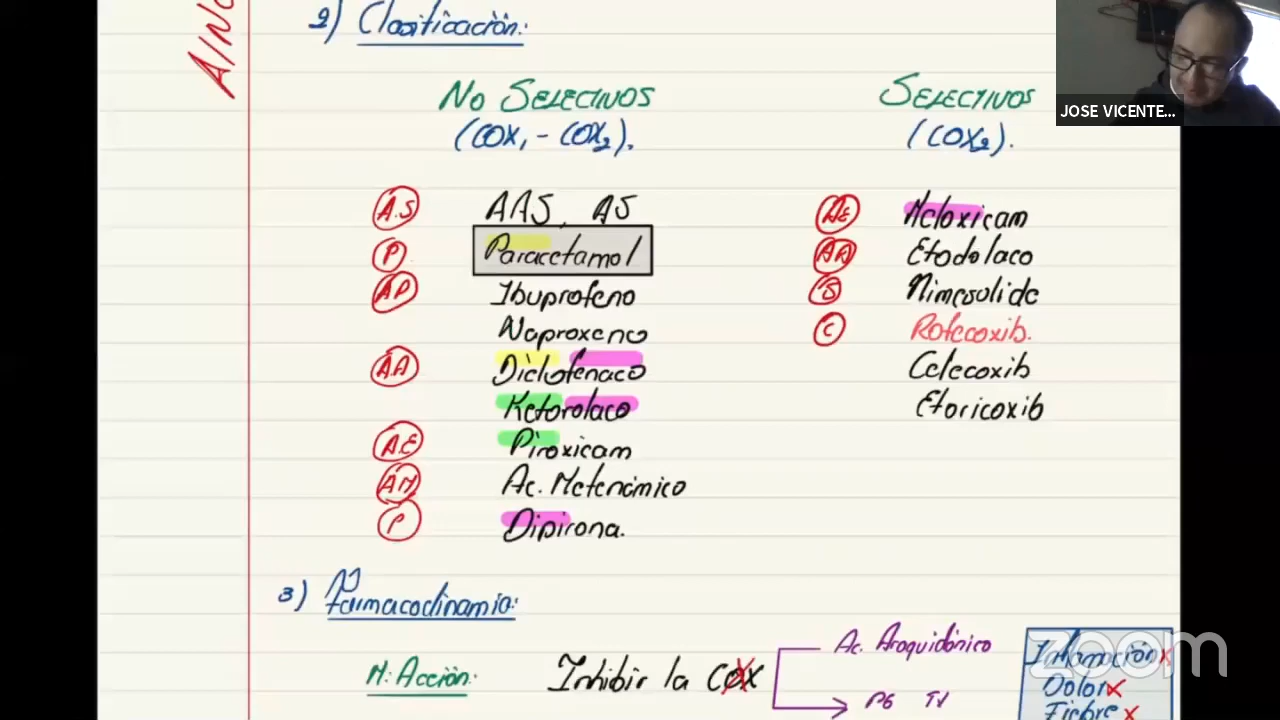 AINE
2) Clasificación:
No SELECTIVOS
(COX1 - COX2).
A.S AAS, AS
P Paracetamol
AP Ibuprofeno
Naproxeno
AA Diclofenaco
Ketorolaco
A.E Piroxicam
AM Ac. Mefenámico
P Dipirona.
SELECTIVOS
(COX2).
AE Meloxicam
AA Etodolaco
S Nimesulide
C Rofecoxib.
Celecoxib
Etoricoxib
JOSE VICENTE...
3) Farmacodinamia:
M. Acción: Inhibir la COX
Ac. Araquidónico
PG TX
Inflamación x
Dolor x
Fiebre x
zoom